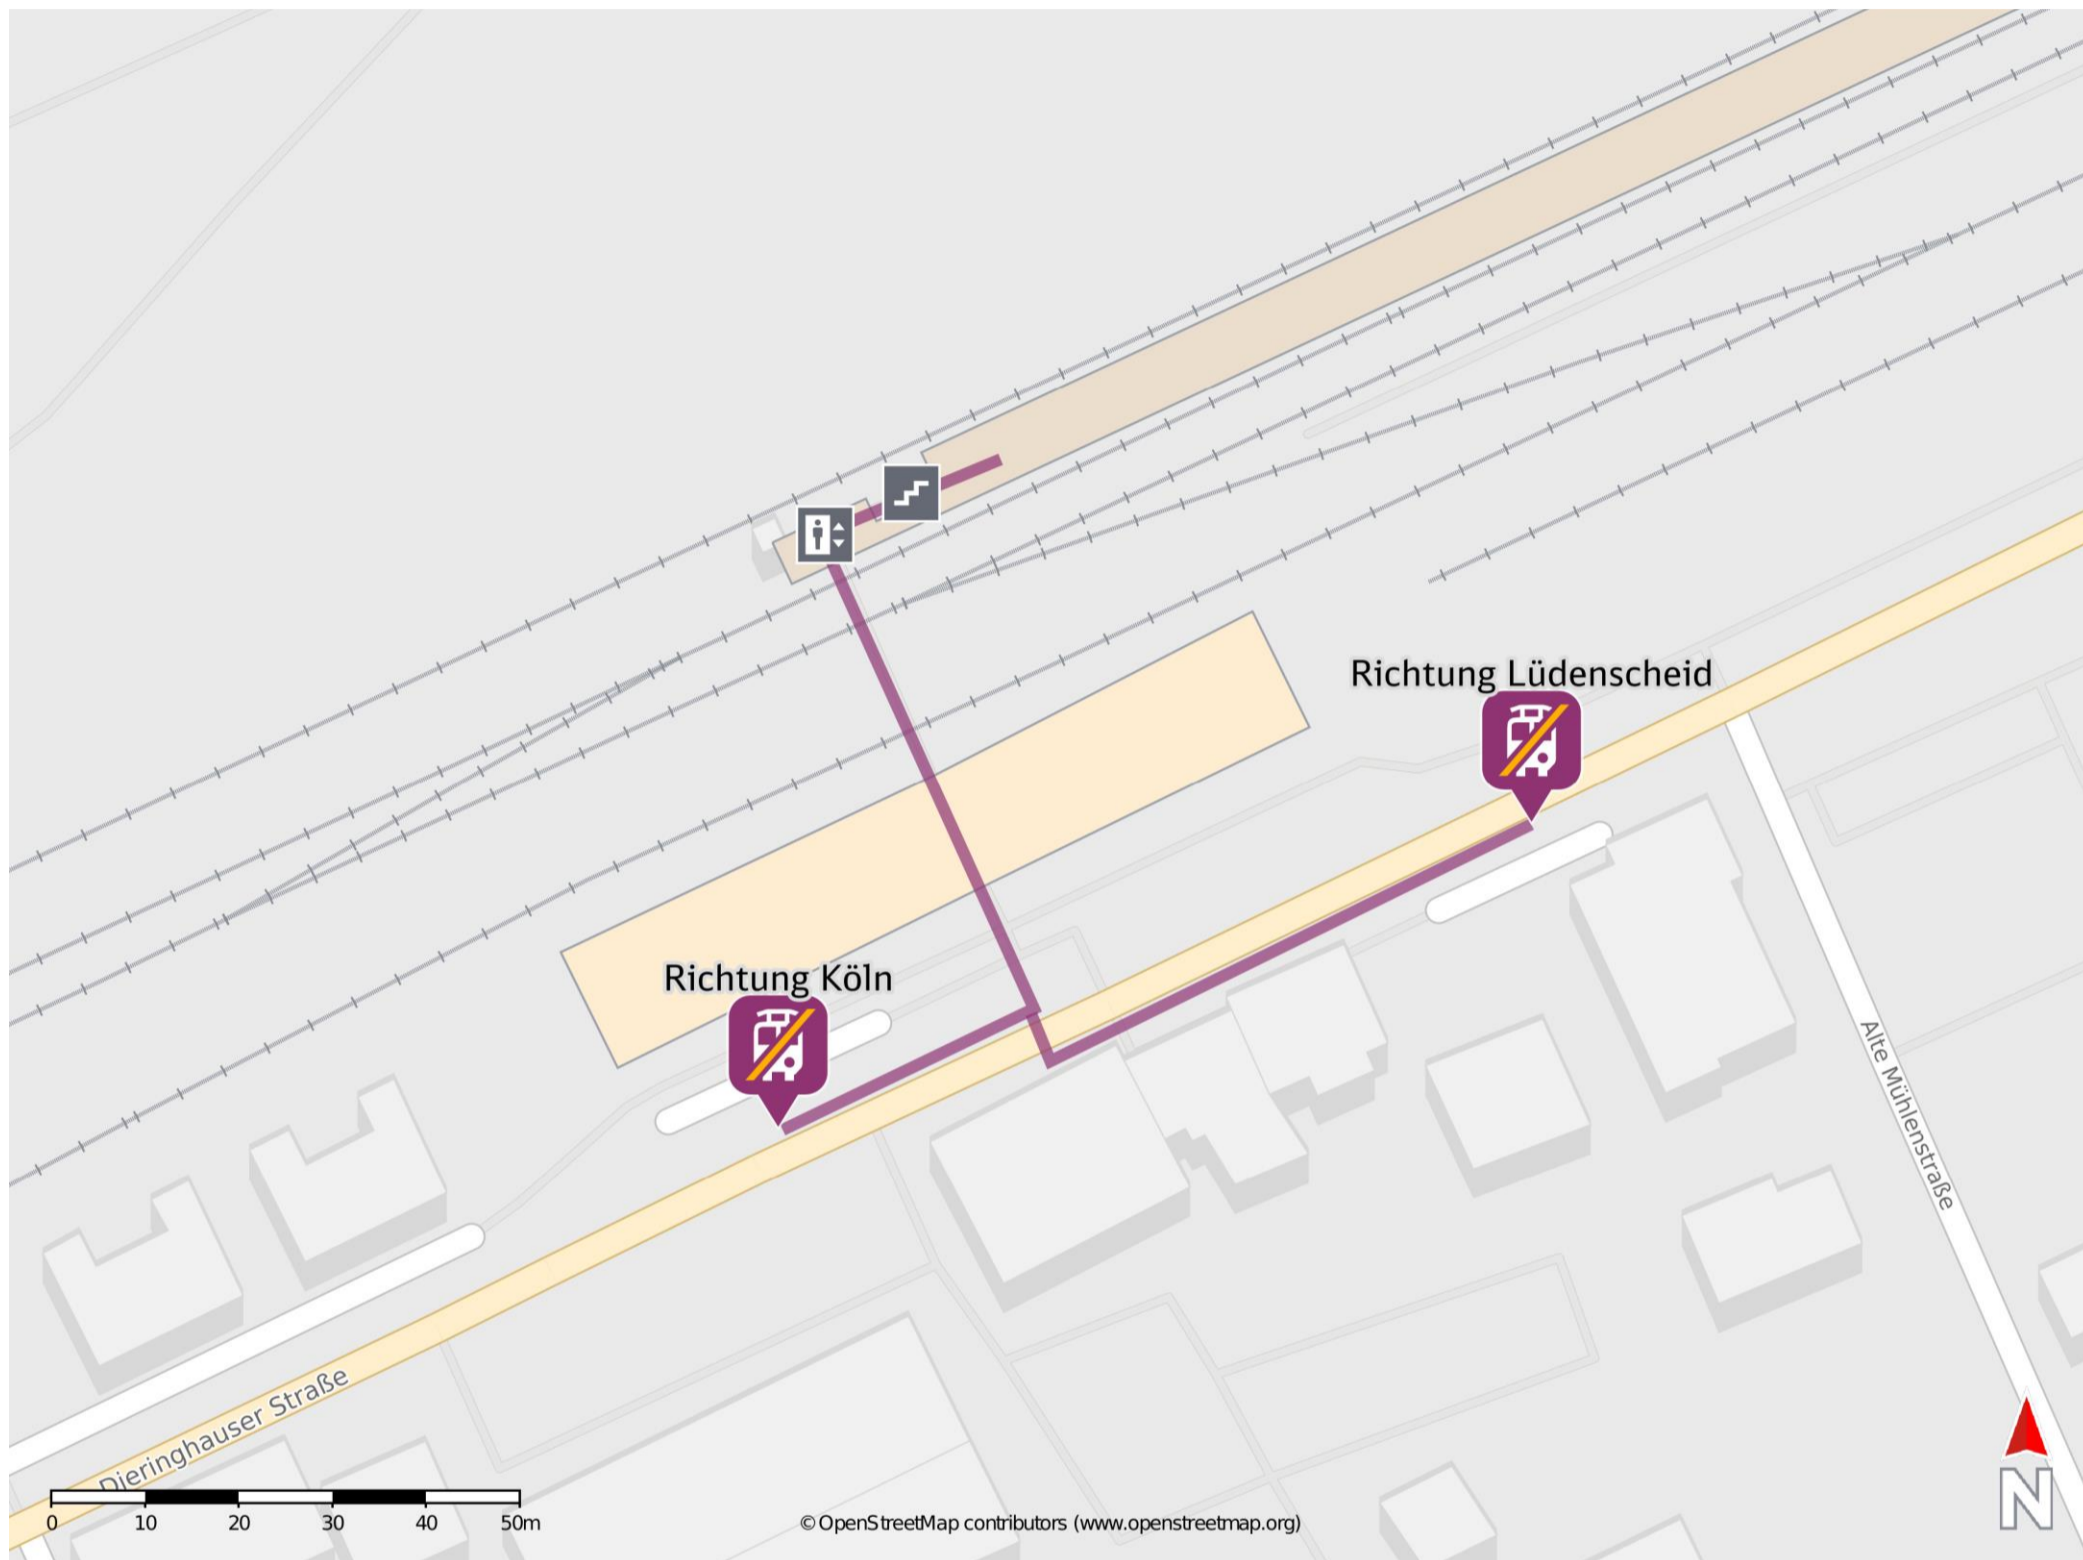 Richtung Lüdenscheid
Richtung Köln
Alte Mühlenstraße
Dieringhauser Straße
0 10 20 30 40 50m
© OpenStreetMap contributors (www.openstreetmap.org)
N